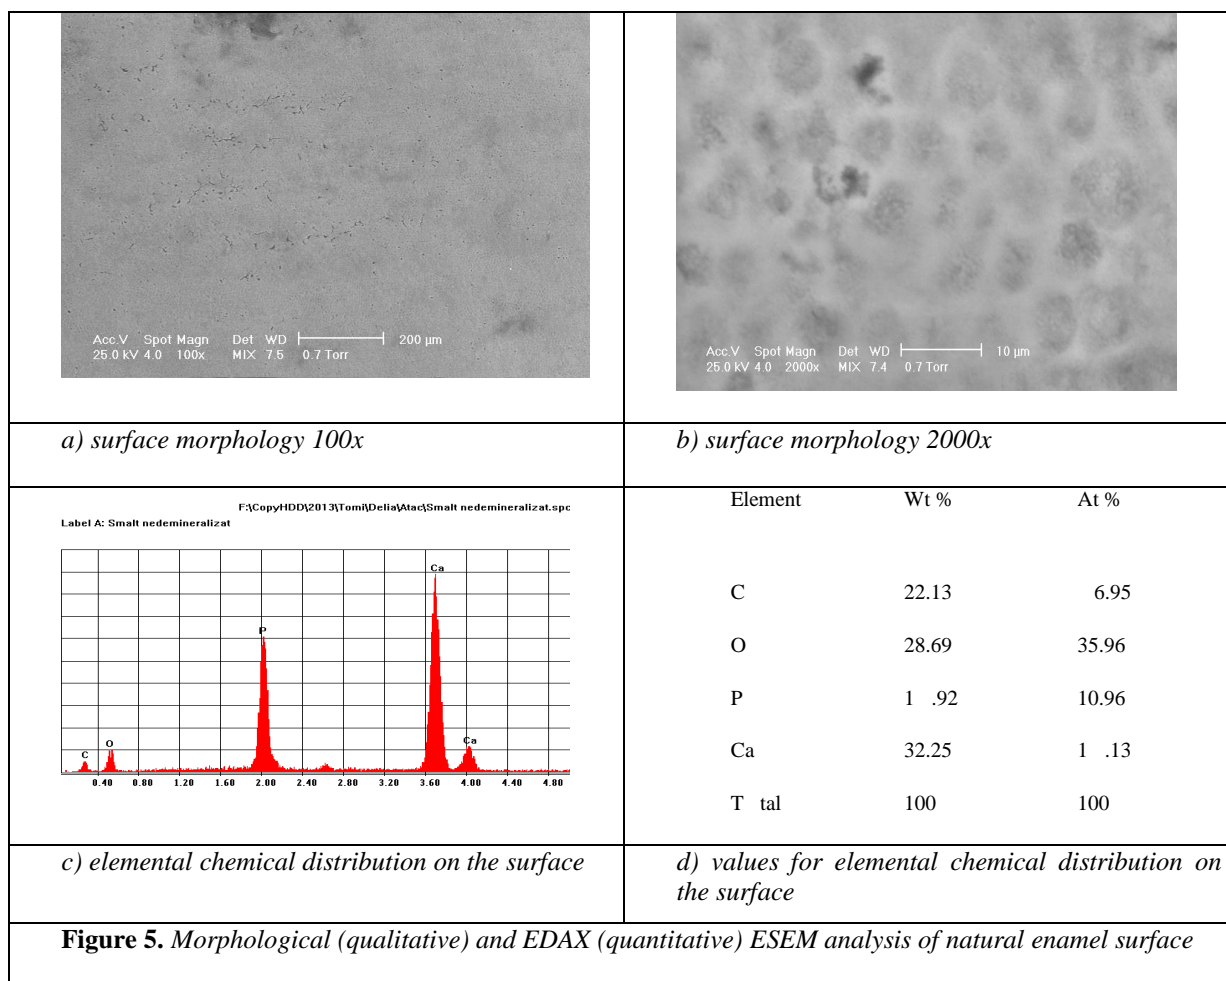 Acc.V Spot Magn Det WD 200 µm
25.0 kV 4.0 100x MIX 7.5 0.7 Torr
Acc.V Spot Magn Det WD 10 µm
25.0 kV 4.0 2000x MIX 7.4 0.7 Torr
a) surface morphology 100x
b) surface morphology 2000x
F:\CopyHDD\2013\Tomi\Delia\Atac\Smalt nedemineralizat.spc
Label A: Smalt nedemineralizat
Ca
P
Ca
O
C
0.40 0.80 1.20 1.60 2.00 2.40 2.80 3.20 3.60 4.00 4.40 4.80
Element Wt % At %
C 22.13 6.95
O 28.69 35.96
P 1 .92 10.96
Ca 32.25 1 .13
T tal 100 100
c) elemental chemical distribution on the surface
d) values for elemental chemical distribution on
the surface
Figure 5. Morphological (qualitative) and EDAX (quantitative) ESEM analysis of natural enamel surface